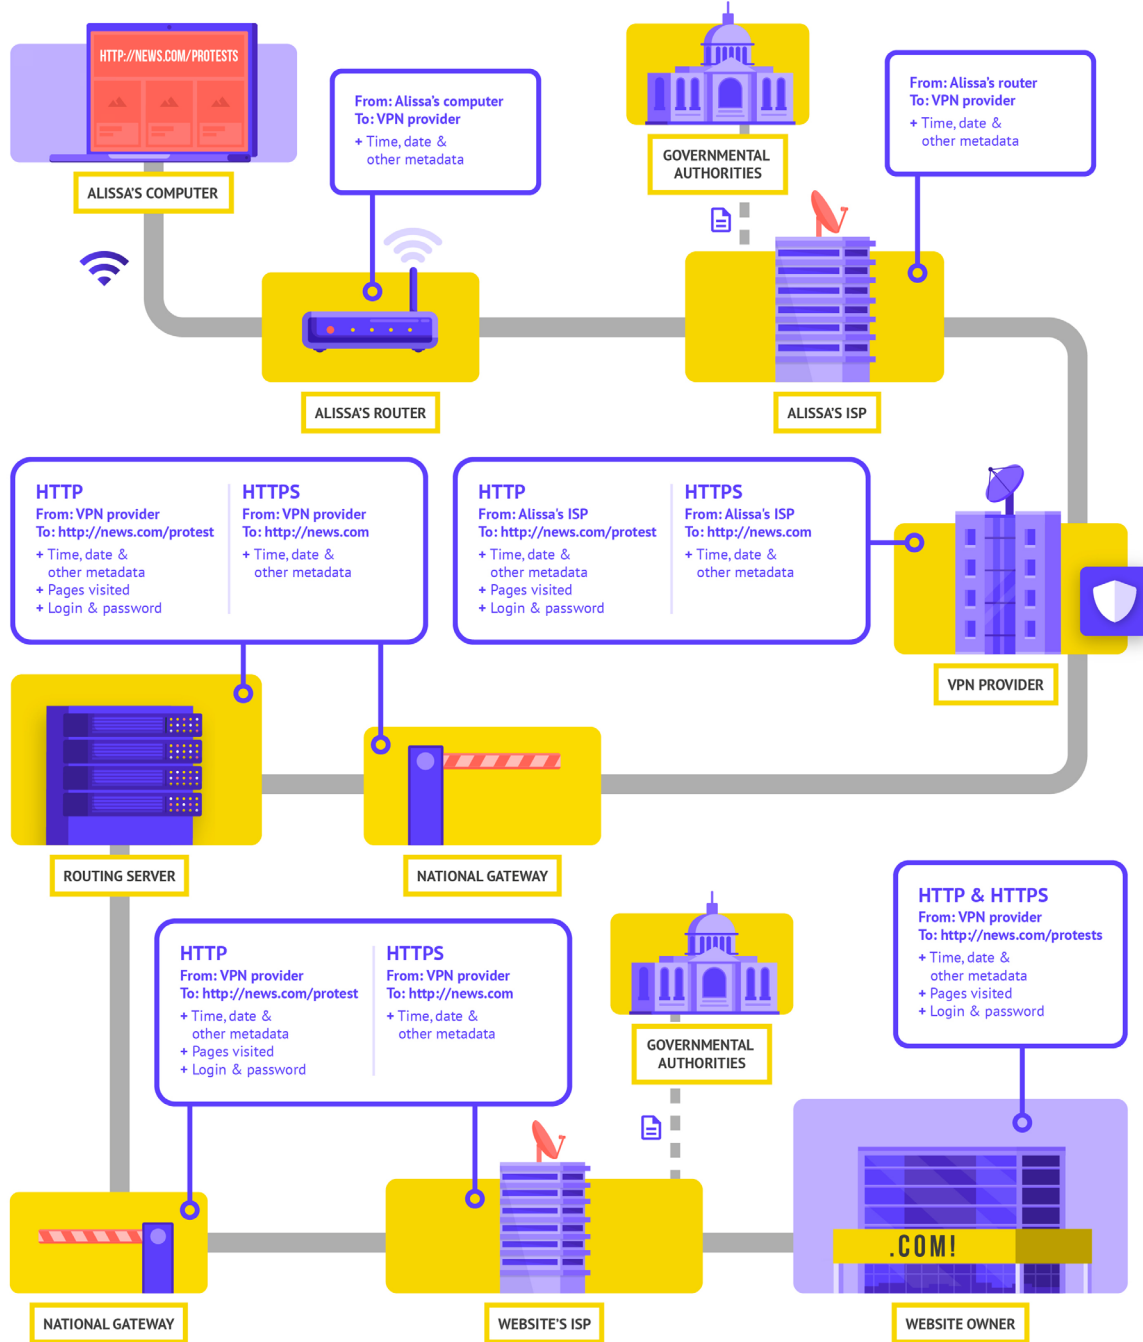 HTTP://NEWS.COM/PROTESTS
ALISSA'S COMPUTER
From: Alissa's computer
To: VPN provider
+ Time, date &
other metadata
ALISSA'S ROUTER
GOVERNMENTAL
AUTHORITIES
From: Alissa's router
To: VPN provider
+ Time, date &
other metadata
ALISSA'S ISP
HTTP
From: VPN provider
To: http://news.com/protest
+ Time, date &
other metadata
+ Pages visited
+ Login & password
HTTPS
From: VPN provider
To: http://news.com
+ Time, date &
other metadata
HTTP
From: Alissa's ISP
To: http://news.com/protest
+ Time, date &
other metadata
+ Pages visited
+ Login & password
HTTPS
From: Alissa's ISP
To: http://news.com
+ Time, date &
other metadata
VPN PROVIDER
ROUTING SERVER
NATIONAL GATEWAY
HTTP
From: VPN provider
To: http://news.com/protest
+ Time, date &
other metadata
+ Pages visited
+ Login & password
HTTPS
From: VPN provider
To: http://news.com
+ Time, date &
other metadata
GOVERNMENTAL
AUTHORITIES
HTTP & HTTPS
From: VPN provider
To: http://news.com/protests
+ Time, date &
other metadata
+ Pages visited
+ Login & password
.COM!
NATIONAL GATEWAY
WEBSITE'S ISP
WEBSITE OWNER